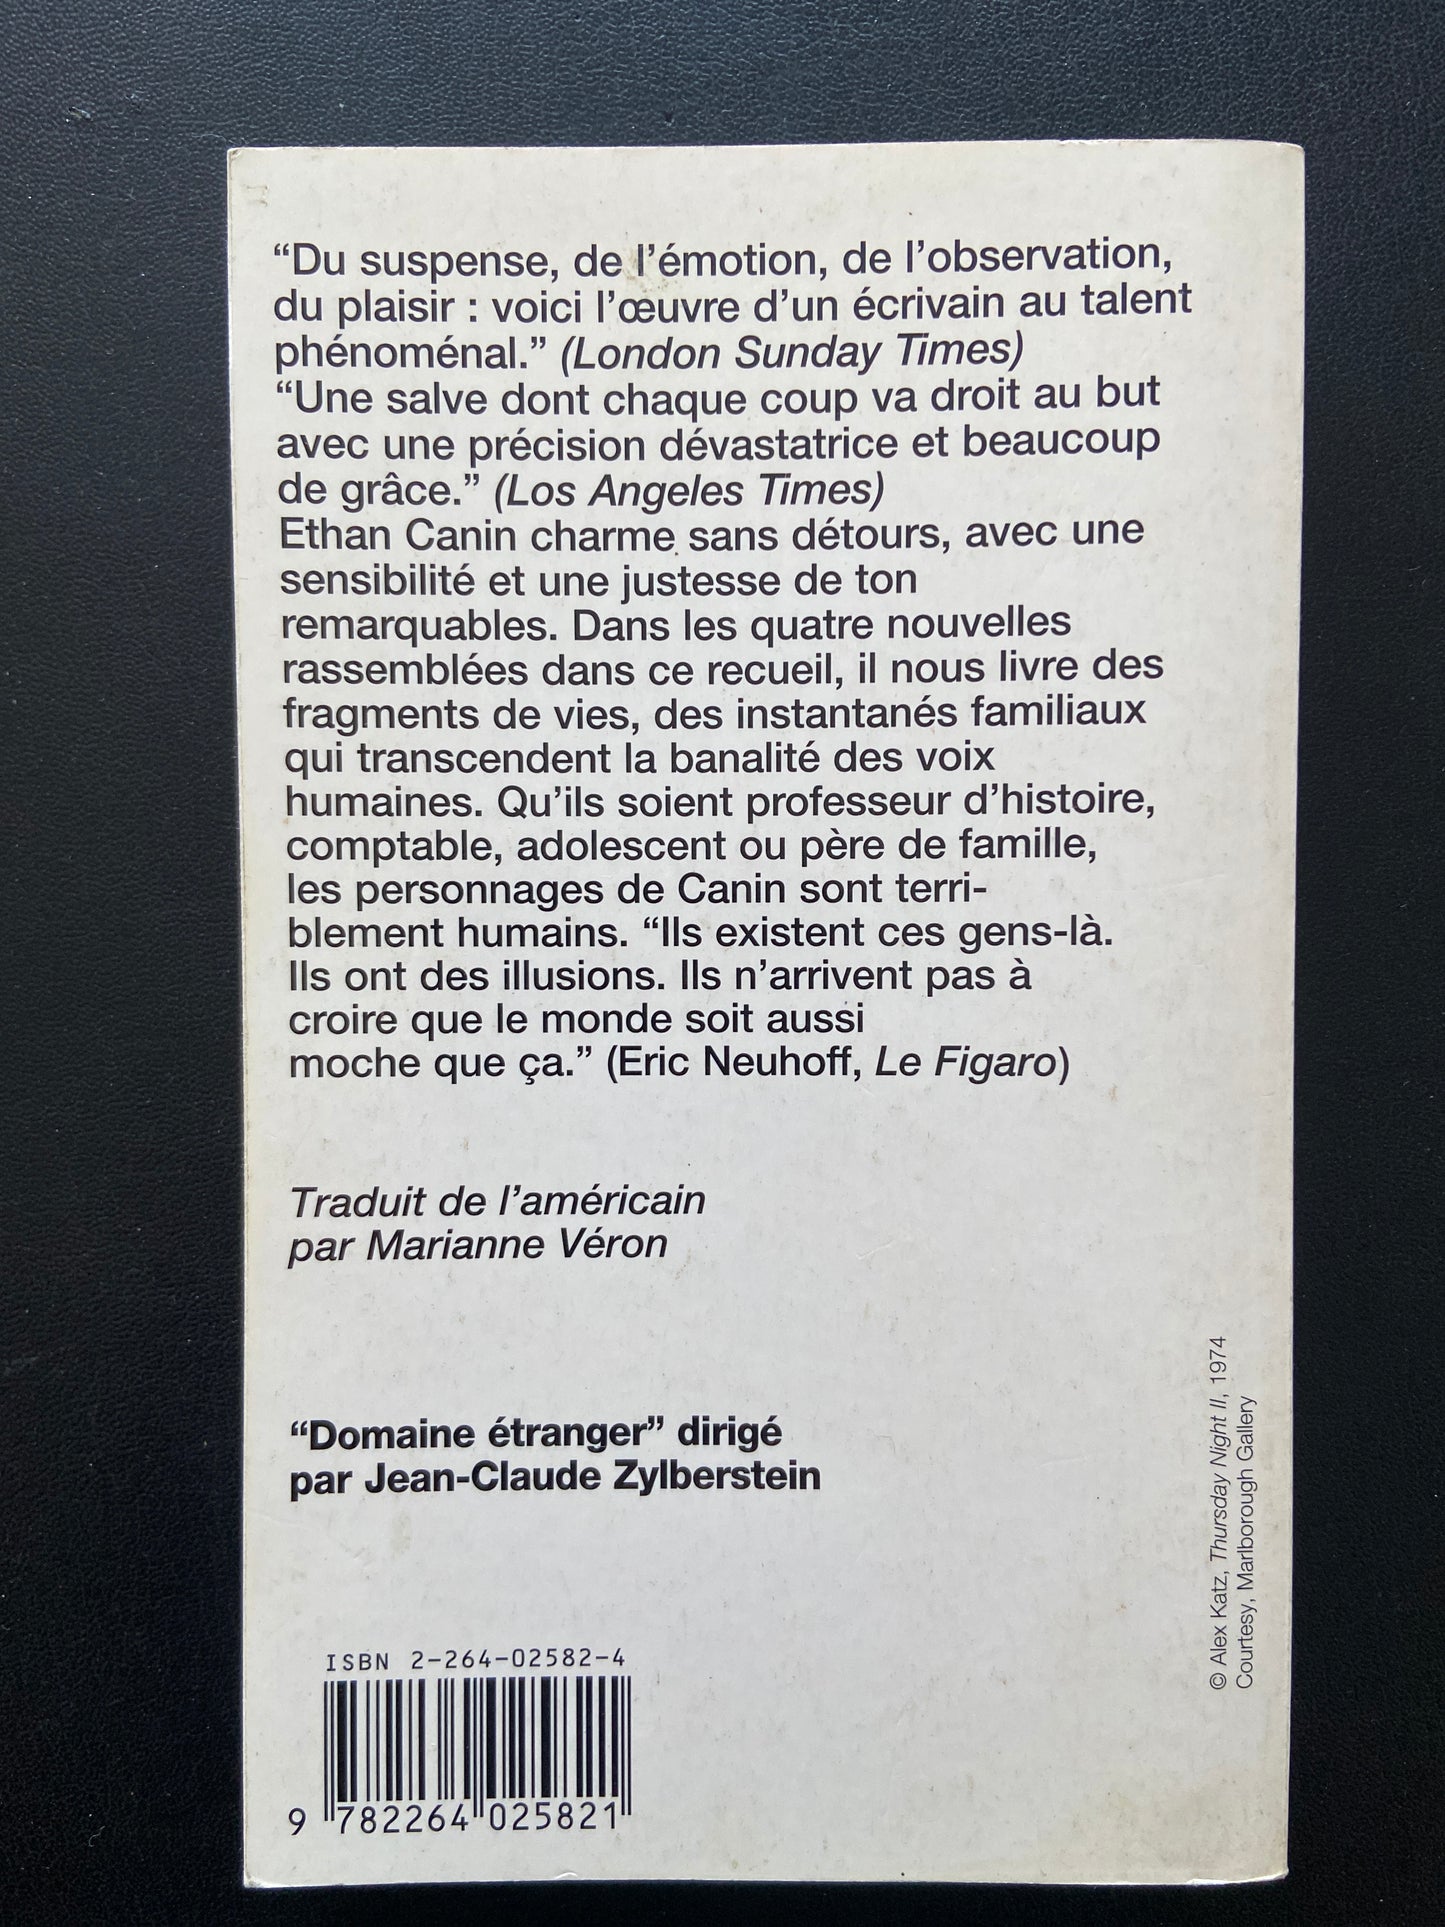 “Du suspense, de l’émotion, de l’observation,
du plaisir : voici l’œuvre d’un écrivain au talent
phénoménal.” (London Sunday Times)
“Une salve dont chaque coup va droit au but
avec une précision dévastatrice et beaucoup
de grâce.” (Los Angeles Times)
Ethan Canin charme sans détours, avec une
sensibilité et une justesse de ton
remarquables. Dans les quatre nouvelles
rassemblées dans ce recueil, il nous livre des
fragments de vies, des instantanés familiaux
qui transcendent la banalité des voix
humaines. Qu’ils soient professeur d’histoire,
comptable, adolescent ou père de famille,
les personnages de Canin sont terri-
blement humains. “Ils existent ces gens-là.
Ils ont des illusions. Ils n’arrivent pas à
croire que le monde soit aussi
moche que ça.” (Eric Neuhoff, Le Figaro)
Traduit de l’américain
par Marianne Véron
“Domaine étranger” dirigé
par Jean-Claude Zylberstein
© Alex Katz, Thursday Night II, 1974
Courtesy, Marlborough Gallery
ISBN 2-264-02582-4
9 782264 025821